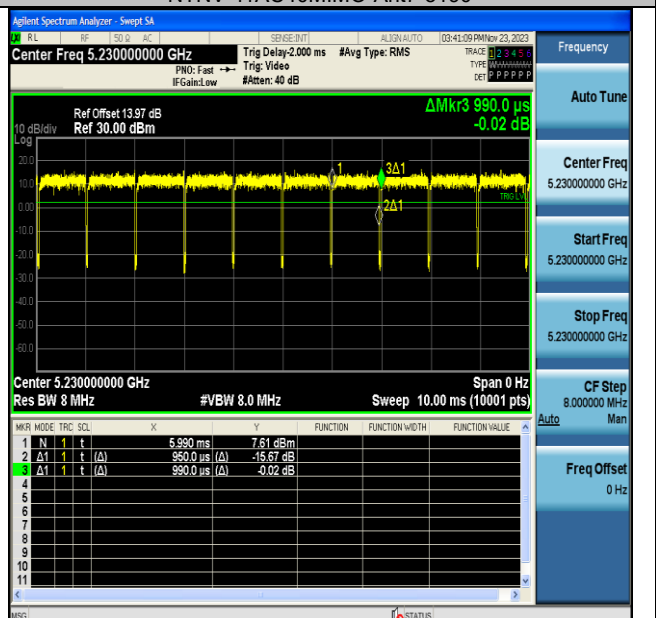 Agilent Spectrum Analyzer - Swept SA
RL RF 50 Ω AC SENSE:INT ALIGN AUTO 03:41:09 PM Nov 23, 2023
Center Freq 5.230000000 GHz
PNO: Fast
IFGain:Low
Trig Delay-2.000 ms
Trig: Video
#Atten: 40 dB
#Avg Type: RMS
TRACE 1 2 3 4 5 6
TYPE
DET P P P P P P
Frequency
Auto Tune
Ref Offset 13.97 dB
10 dB/div Ref 30.00 dBm
Log
ΔMkr3 990.0 µs
-0.02 dB
20.0
10.0
0.00
-10.0
-20.0
-30.0
-40.0
-60.0
1
3Δ1
2Δ1
TRIG LVL
Center Freq
5.230000000 GHz
Start Freq
5.230000000 GHz
Stop Freq
5.230000000 GHz
CF Step
8.000000 MHz
Auto Man
Freq Offset
0 Hz
Center 5.230000000 GHz Span 0 Hz
Res BW 8 MHz #VBW 8.0 MHz Sweep 10.00 ms (10001 pts)
MKR MODE TRC SCL X Y FUNCTION FUNCTION WIDTH FUNCTION VALUE
1 N 1 t 5.990 ms 7.61 dBm
2 Δ1 1 t (Δ) 950.0 µs (Δ) -15.67 dB
3 Δ1 1 t (Δ) 990.0 µs (Δ) -0.02 dB
4
5
6
7
8
9
10
11
MSG STATUS